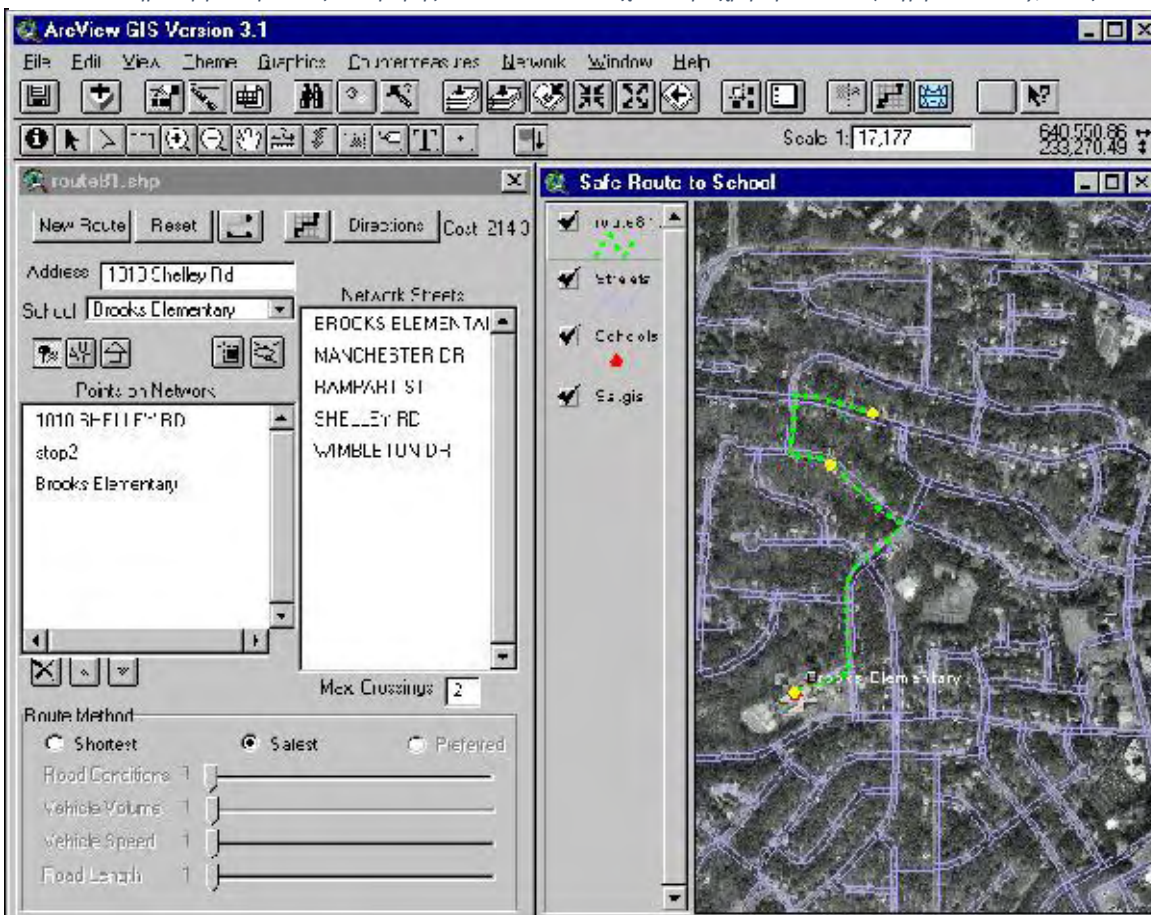 ArcView GIS Version 3.1
File Edit View Theme Graphics Countermeasures Network Window Help
Scale 1: 17,177
640,550.86
233,270.49
route81.shp
New Route Reset Directions Cost 214.3
Address 1010 Shelley Rd
School Brooks Elementary
Points on Network
1010 SHELLEY RD
stop2
Brooks Elementary
Network Streets
BROOKS ELEMENTAI
MANCHESTER DR
RAMPART ST
SHELLEY RD
WIMBLETON DR
Max Crossings 2
Route Method
Shortest Safest Preferred
Road Conditions 1
Vehicle Volume 1
Vehicle Speed 1
Road Length 1
Safe Route to School
route81.
Streets
Schools
Brooks Elementary